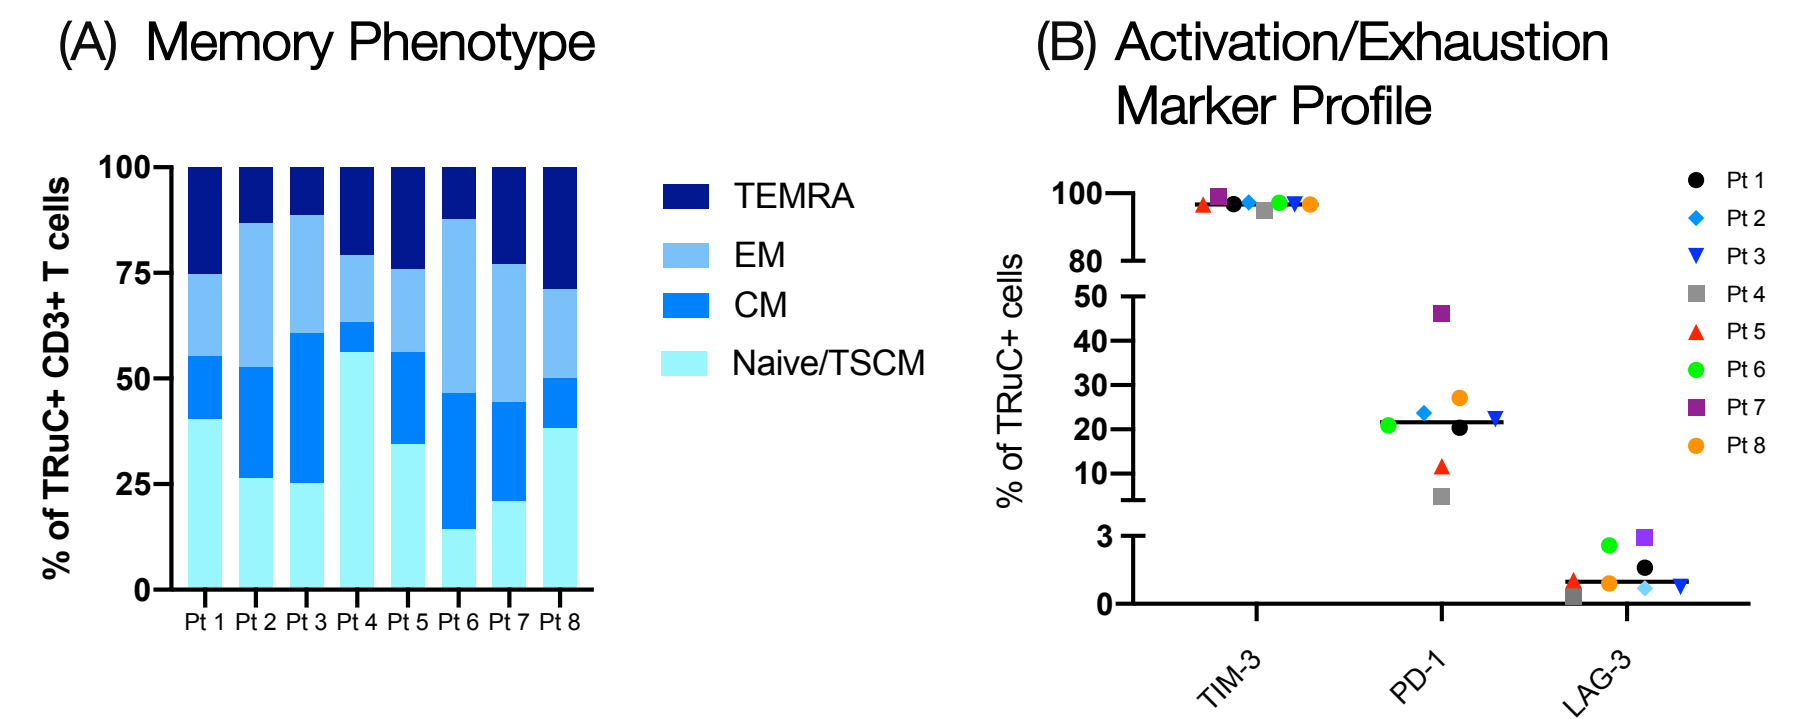 (A) Memory Phenotype
% of TRuC+ CD3+ T cells
100
75
50
25
0
Pt 1 Pt 2 Pt 3 Pt 4 Pt 5 Pt 6 Pt 7 Pt 8
TEMRA
EM
CM
Naive/TSCM
(B) Activation/Exhaustion
Marker Profile
% of TRuC+ cells
100
80
50
40
30
20
10
3
0
TIM-3 PD-1 LAG-3
Pt 1
Pt 2
Pt 3
Pt 4
Pt 5
Pt 6
Pt 7
Pt 8